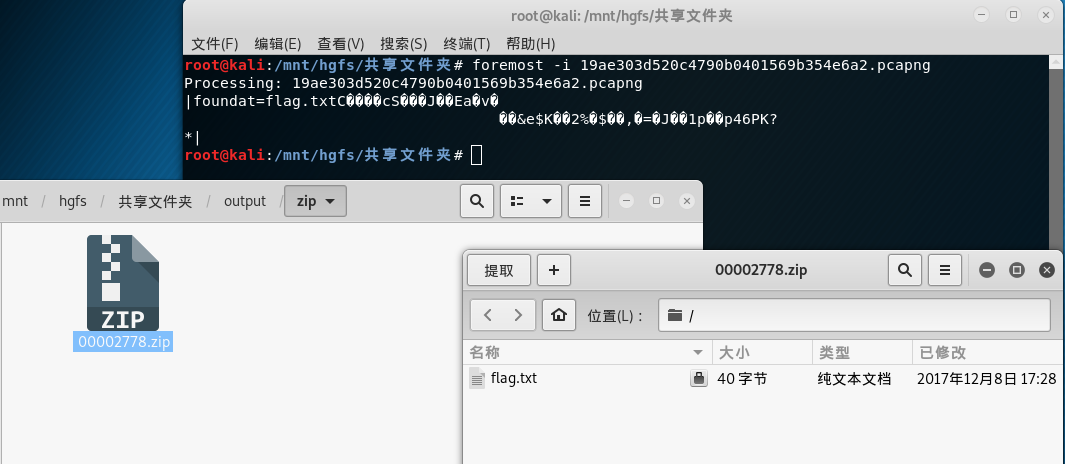 root@kali: /mnt/hgfs/共享文件夹
文件(F) 编辑(E) 查看(V) 搜索(S) 终端(T) 帮助(H)
root@kali:/mnt/hgfs/共享文件夹# foremost -i 19ae303d520c4790b0401569b354e6a2.pcapng
Processing: 19ae303d520c4790b0401569b354e6a2.pcapng
|foundat=flag.txtC����cS���J��Ea�v�
��&e$K��2%�$��,�=�J��1p��p46PK?
*|
root@kali:/mnt/hgfs/共享文件夹#
mnt / hgfs / 共享文件夹 / output / zip
ZIP
00002778.zip
提取 + 00002778.zip
位置(L)： /
名称 大小 类型 已修改
flag.txt 40 字节 纯文本文档 2017年12月8日 17:28